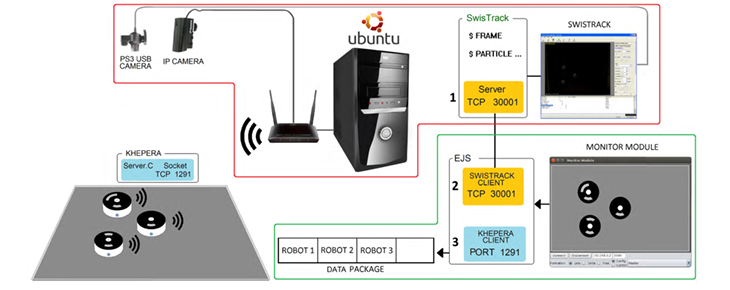 ubuntu
SwisTrack
$ FRAME
$ PARTICLE ...
Server
TCP 30001
1
SWISTRACK
PS3 USB
CAMERA
IP CAMERA
KHEPERA
Server.C Socket
TCP 1291
EJS
SWISTRACK
CLIENT
TCP 30001
2
KHEPERA
CLIENT
PORT 1291
3
MONITOR MODULE
Monitor Module
ROBOT 1 ROBOT 2 ROBOT 3
DATA PACKAGE